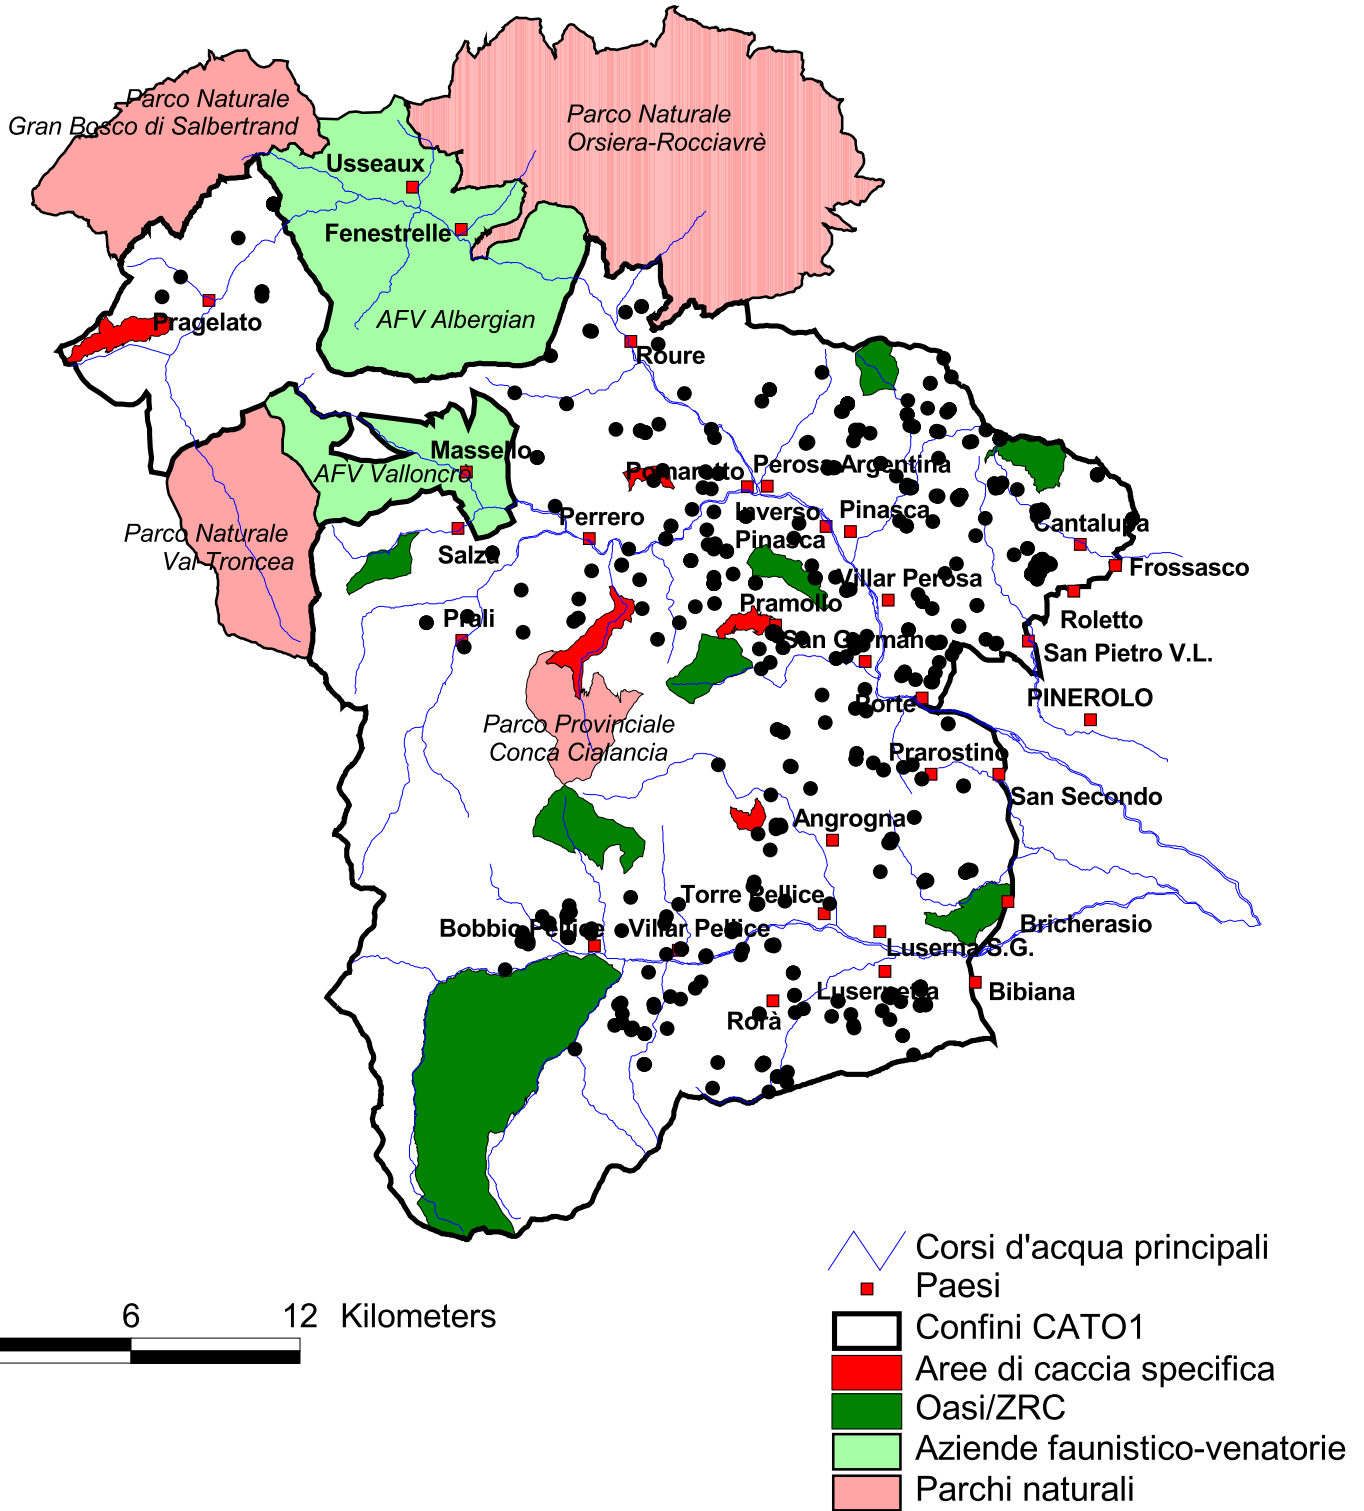 Parco Naturale
Gran Bosco di Salbertrand
Parco Naturale
Orsiera-Rocciavrè
Usseaux
Fenestrelle
AFV Albergian
Pragelato
Roure
Massello
AFV Valloncrò
Pomaretto
Perosa Argentina
Parco Naturale
Val Troncea
Perrero
Inverso
Pinasca
Pinasca
Cantalupa
Salza
Frossasco
Villar Perosa
Prali
Pramollo
Roletto
San Germano
San Pietro V.L.
Porte
PINEROLO
Parco Provinciale
Conca Cialancia
Prarostino
San Secondo
Angrogna
Torre Pellice
Bobbio Pellice
Villar Pellice
Bricherasio
Luserna S.G.
Lusernetta
Bibiana
Rorà
6 12 Kilometers
Corsi d'acqua principali
Paesi
Confini CATO1
Aree di caccia specifica
Oasi/ZRC
Aziende faunistico-venatorie
Parchi naturali